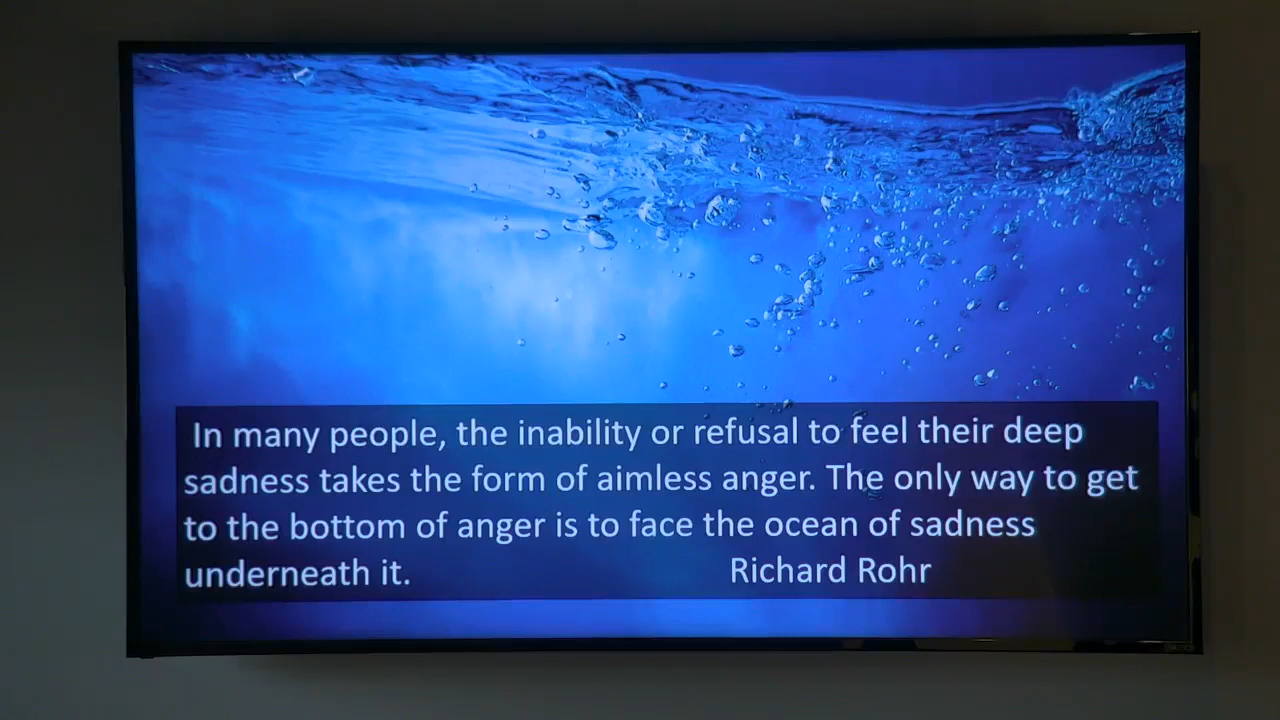 In many people, the inability or refusal to feel their deep
sadness takes the form of aimless anger. The only way to get
to the bottom of anger is to face the ocean of sadness
underneath it. Richard Rohr